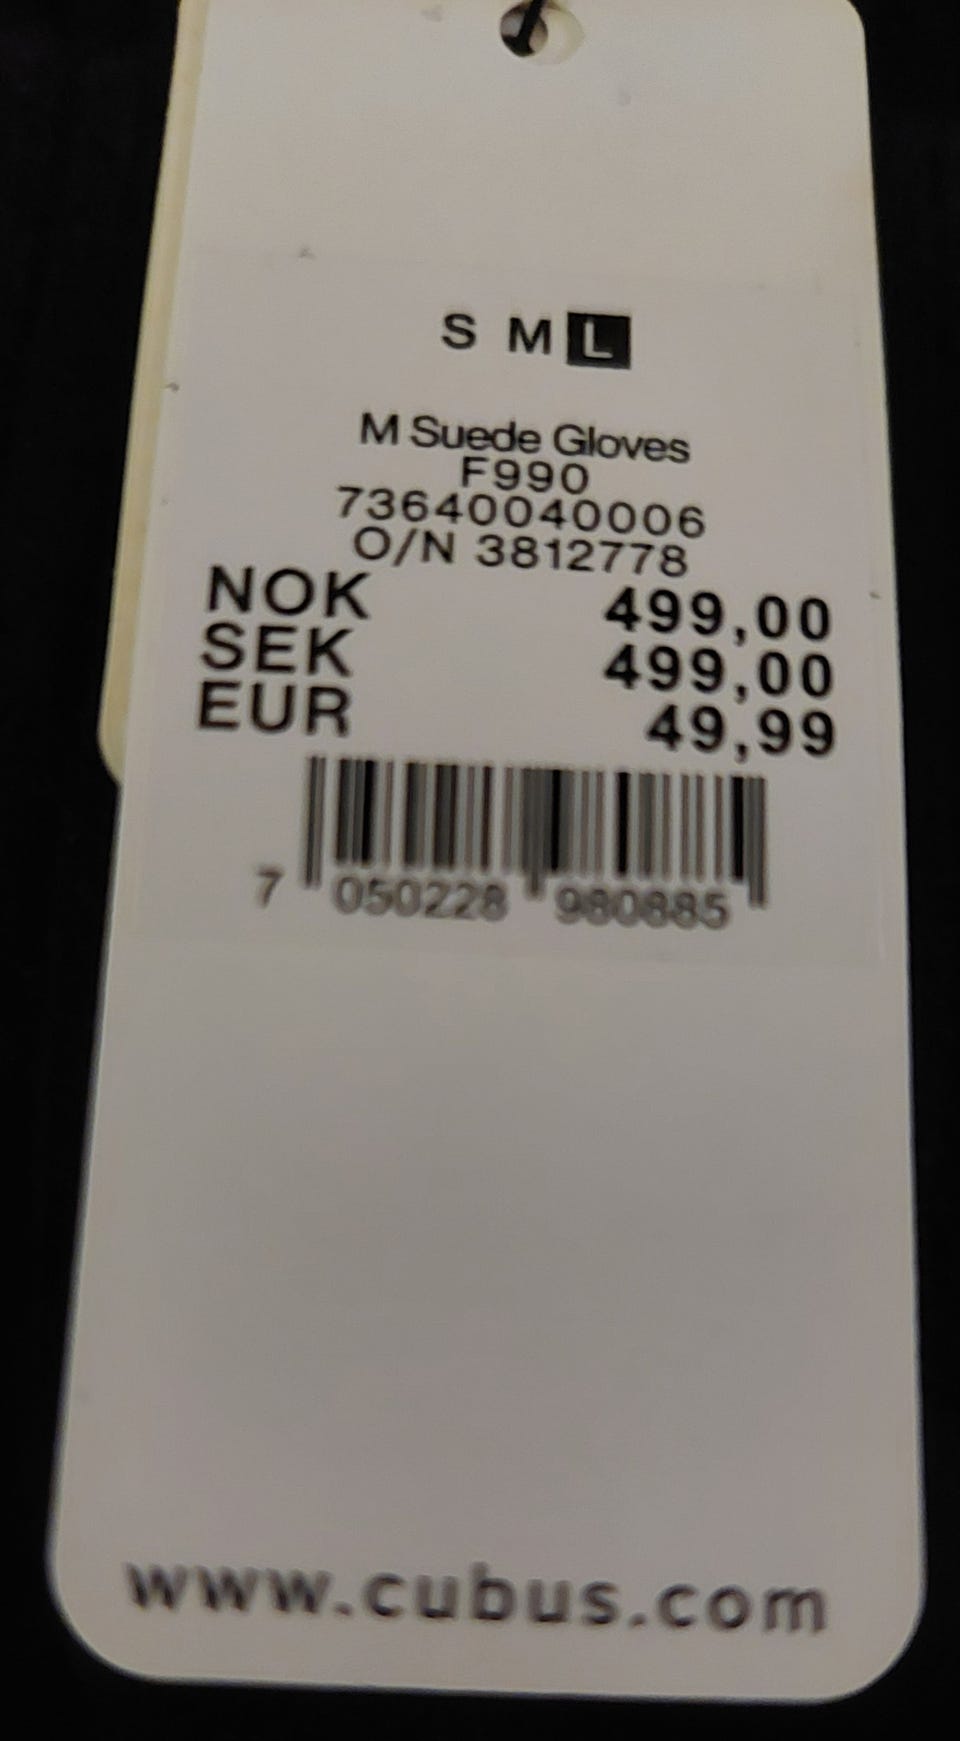 S M L
M Suede Gloves
F990
73640040006
O/N 3812778
NOK 499,00
SEK 499,00
EUR 49,99
7 050228 980885
www.cubus.com